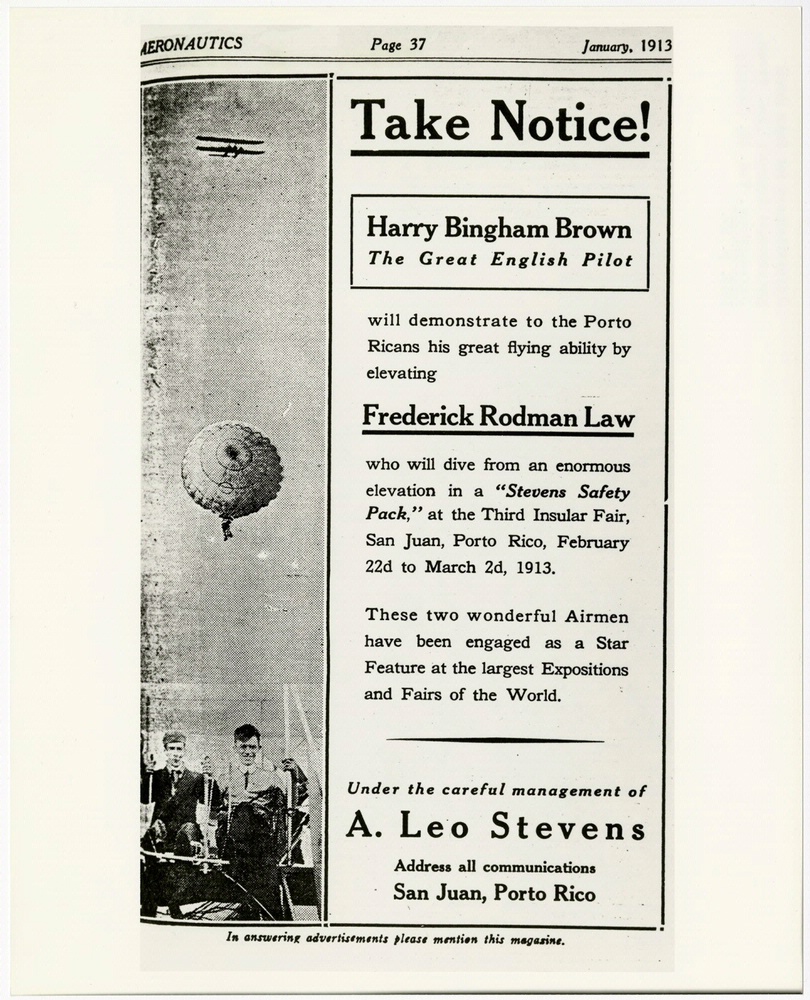 AERONAUTICS Page 37 January, 1913
Take Notice!
Harry Bingham Brown
The Great English Pilot
will demonstrate to the Porto
Ricans his great flying ability by
elevating
Frederick Rodman Law
who will dive from an enormous
elevation in a “Stevens Safety
Pack,” at the Third Insular Fair,
San Juan, Porto Rico, February
22d to March 2d, 1913.
These two wonderful Airmen
have been engaged as a Star
Feature at the largest Expositions
and Fairs of the World.
Under the careful management of
A. Leo Stevens
Address all communications
San Juan, Porto Rico
In answering advertisements please mention this magazine.